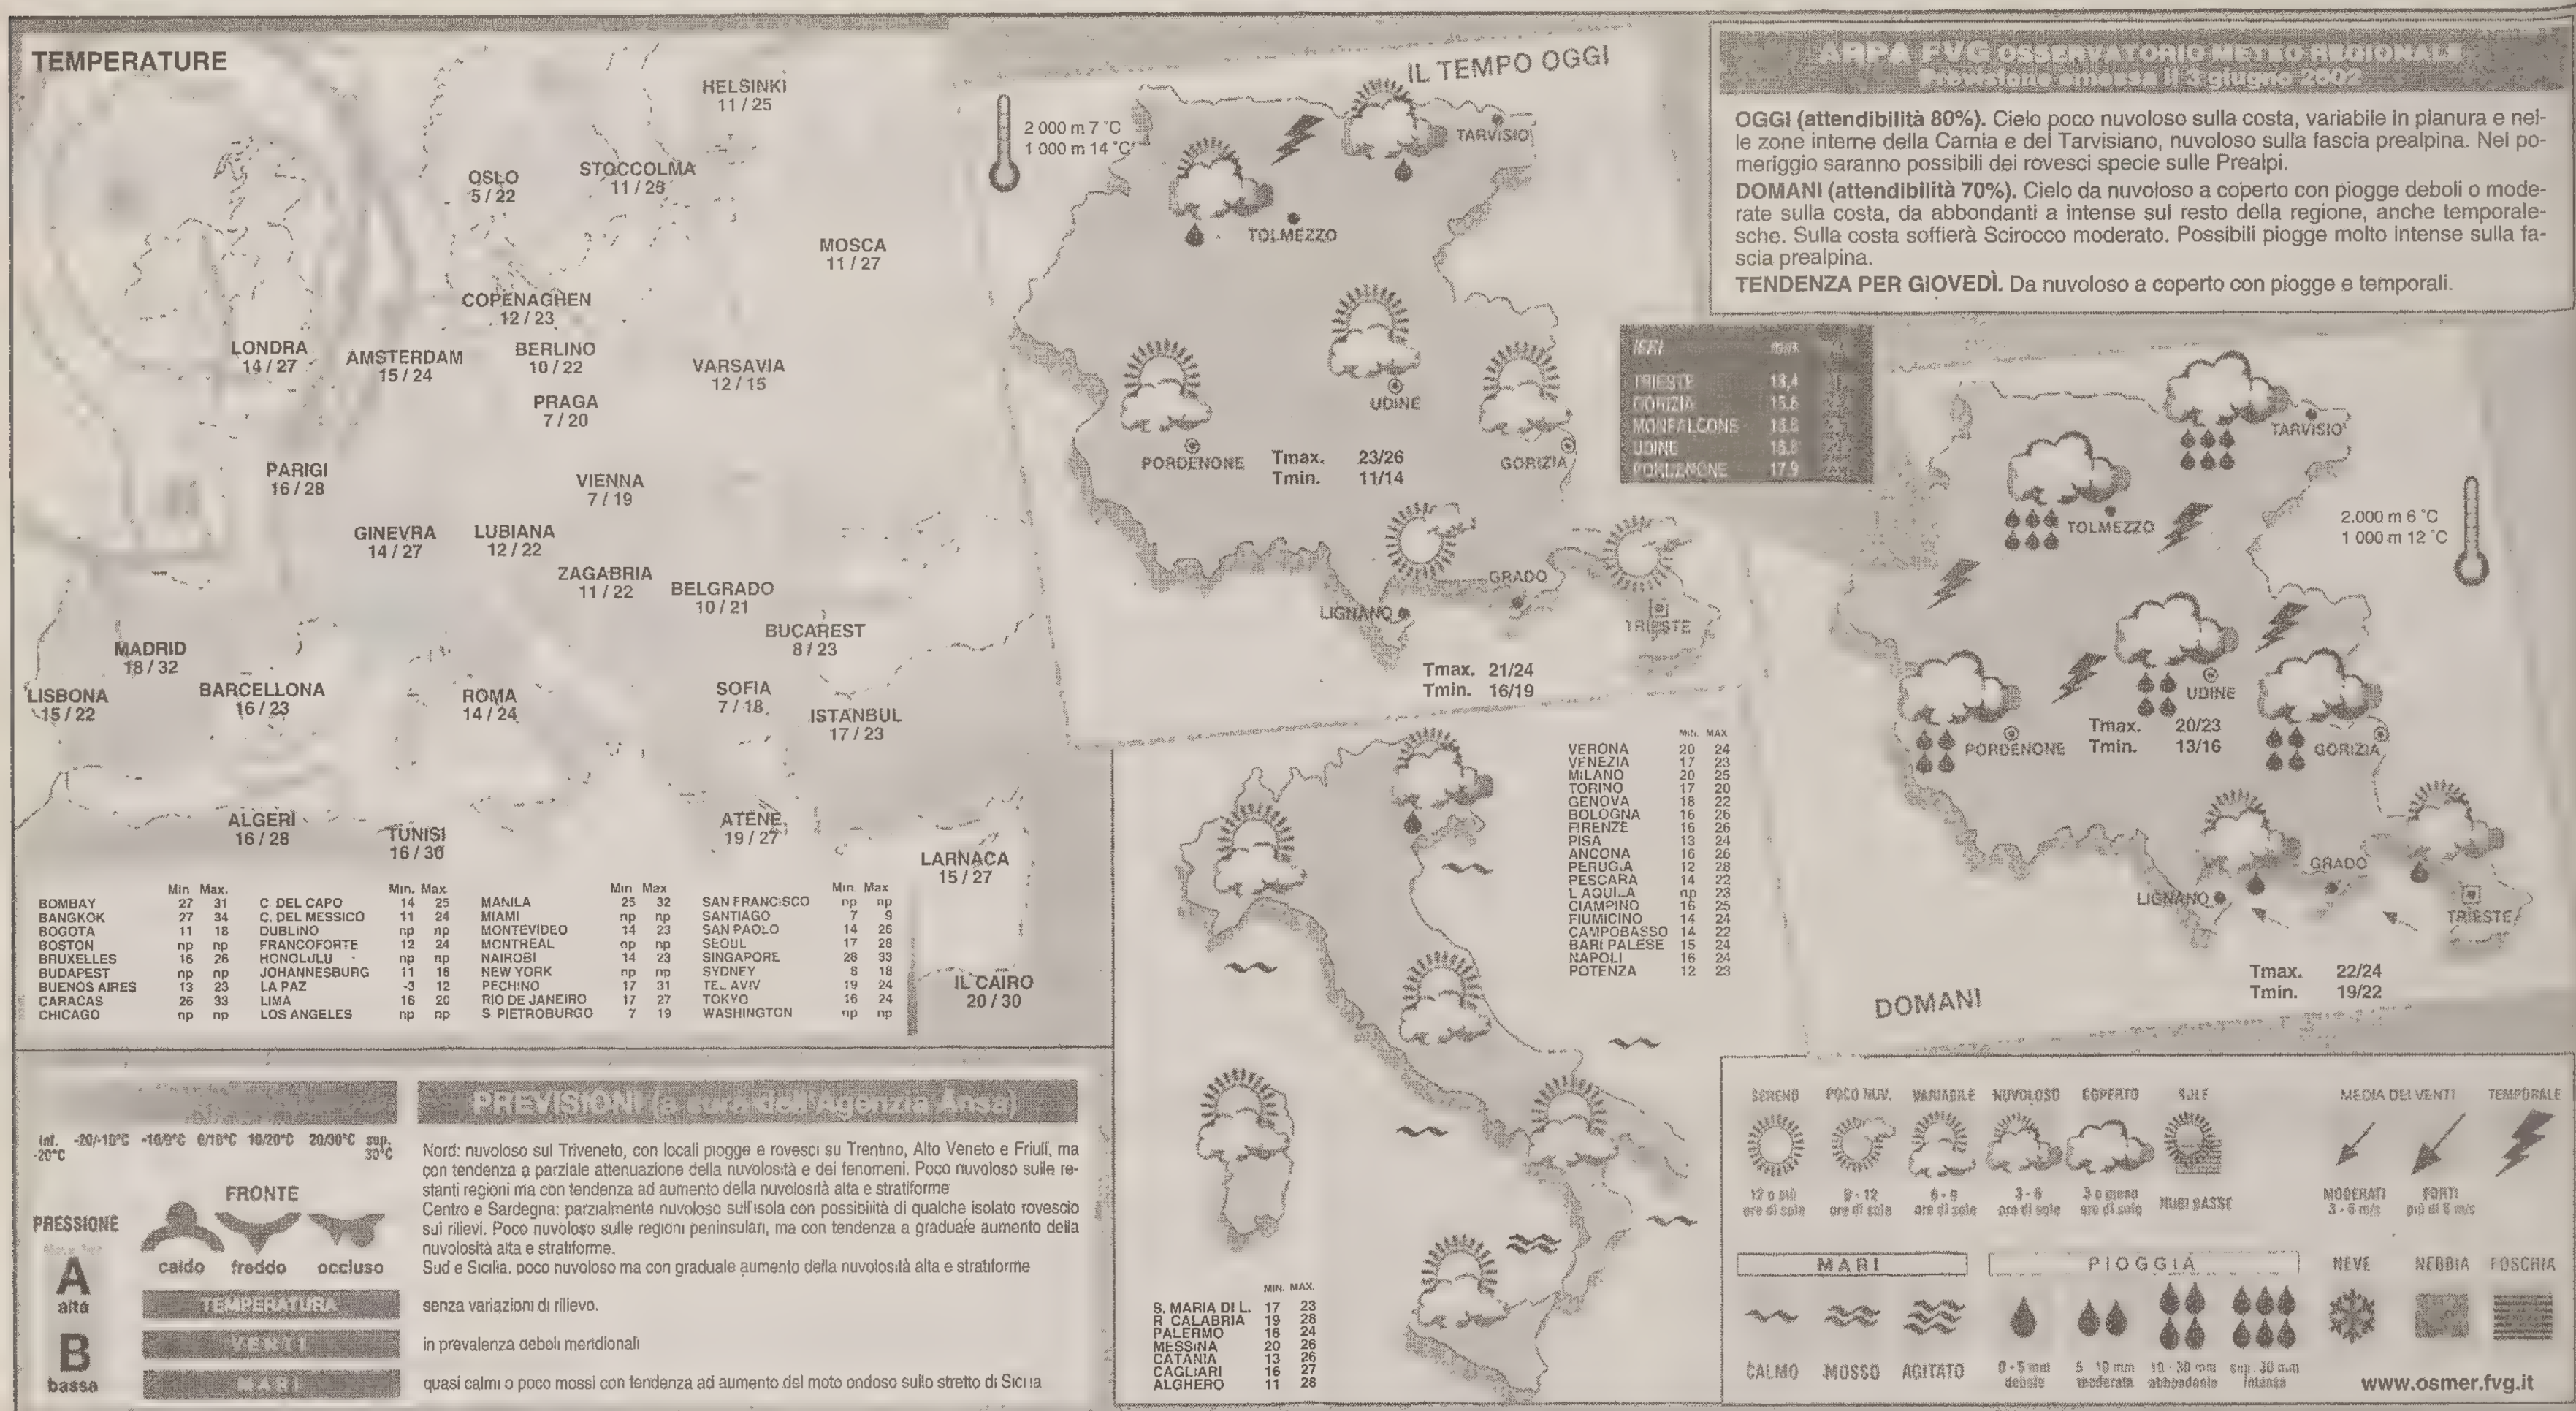 TEMPERATURE
HELSINKI
11 / 25
OSLO
5 / 22
STOCCOLMA
11 / 25
MOSCA
11 / 27
COPENAGHEN
12 / 23
LONDRA
14 / 27
AMSTERDAM
15 / 24
BERLINO
10 / 22
VARSAVIA
12 / 15
PRAGA
7 / 20
PARIGI
16 / 28
VIENNA
7 / 19
GINEVRA
14 / 27
LUBIANA
12 / 22
ZAGABRIA
11 / 22
BELGRADO
10 / 21
BUCAREST
8 / 23
MADRID
18 / 32
LISBONA
15 / 22
BARCELLONA
16 / 23
ROMA
14 / 24
SOFIA
7 / 18
ISTANBUL
17 / 23
ALGERI
16 / 28
TUNISI
16 / 30
ATENE
19 / 27
LARNACA
15 / 27
IL CAIRO
20 / 30
Min Max.
BOMBAY 27 31
BANGKOK 27 34
BOGOTA 11 18
BOSTON np np
BRUXELLES 16 26
BUDAPEST np np
BUENOS AIRES 13 23
CARACAS 26 33
CHICAGO np np
Min. Max
C. DEL CAPO 14 25
C. DEL MESSICO 11 24
DUBLINO np np
FRANCOFORTE 12 24
HONOLULU np np
JOHANNESBURG 11 16
LA PAZ -3 12
LIMA 16 20
LOS ANGELES np np
Min Max
MANILA 25 32
MIAMI np np
MONTEVIDEO 14 23
MONTREAL np np
NAIROBI 14 23
NEW YORK np np
PECHINO 17 31
RIO DE JANEIRO 17 27
S. PIETROBURGO 7 19
Min. Max
SAN FRANCISCO np np
SANTIAGO 7 9
SAN PAOLO 14 26
SEOUL 17 28
SINGAPORE 28 33
SYDNEY 8 18
TEL AVIV 19 24
TOKYO 16 24
WASHINGTON np np
inf. -20°C
-20/-10°C -10/0°C 0/10°C 10/20°C 20/30°C
sup. 30°C
FRONTE
PRESSIONE
caldo freddo occluso
A
alta
B
bassa
PREVISIONI (a cura dell'Agenzia Ansa)
Nord: nuvoloso sul Triveneto, con locali piogge e rovesci su Trentino, Alto Veneto e Friuli, ma
con tendenza a parziale attenuazione della nuvolosità e dei fenomeni. Poco nuvoloso sulle re-
stanti regioni ma con tendenza ad aumento della nuvolosità alta e stratiforme
Centro e Sardegna: parzialmente nuvoloso sull'isola con possibilità di qualche isolato rovescio
sui rilievi. Poco nuvoloso sulle regioni peninsulari, ma con tendenza a graduale aumento della
nuvolosità alta e stratiforme.
Sud e Sicilia. poco nuvoloso ma con graduale aumento della nuvolosità alta e stratiforme
TEMPERATURA
senza variazioni di rilievo.
VENTI
in prevalenza deboli meridionali
MARI
quasi calmi o poco mossi con tendenza ad aumento del moto ondoso sullo stretto di Sicilia
IL TEMPO OGGI
2 000 m 7 °C
1 000 m 14 °C
TARVISIO
TOLMEZZO
UDINE
PORDENONE
GORIZIA
Tmax. 23/26
Tmin. 11/14
GRADO
LIGNANO
TRIESTE
Tmax. 21/24
Tmin. 16/19
MIN. MAX
VERONA 20 24
VENEZIA 17 23
MILANO 20 25
TORINO 17 20
GENOVA 18 22
BOLOGNA 16 26
FIRENZE 16 26
PISA 13 24
ANCONA 16 26
PERUGIA 12 28
PESCARA 14 22
L AQUILA np 23
CIAMPINO 16 25
FIUMICINO 14 24
CAMPOBASSO 14 22
BARI PALESE 15 24
NAPOLI 16 24
POTENZA 12 23
MIN. MAX.
S. MARIA DI L. 17 23
R CALABRIA 19 28
PALERMO 16 24
MESSINA 20 26
CATANIA 13 26
CAGLIARI 16 27
ALGHERO 11 28
ARPA FVG OSSERVATORIO METEO REGIONALE
Previsione emessa il 3 giugno 2002
OGGI (attendibilità 80%). Cielo poco nuvoloso sulla costa, variabile in pianura e nel-
le zone interne della Carnia e del Tarvisiano, nuvoloso sulla fascia prealpina. Nel po-
meriggio saranno possibili dei rovesci specie sulle Prealpi.
DOMANI (attendibilità 70%). Cielo da nuvoloso a coperto con piogge deboli o mode-
rate sulla costa, da abbondanti a intense sul resto della regione, anche temporale-
sche. Sulla costa soffierà Scirocco moderato. Possibili piogge molto intense sulla fa-
scia prealpina.
TENDENZA PER GIOVEDÌ. Da nuvoloso a coperto con piogge e temporali.
IERI min.
TRIESTE 18,4
GORIZIA 15,6
MONFALCONE
UDINE
PORDENONE 17,9
TARVISIO
TOLMEZZO
2.000 m 6 °C
1 000 m 12 °C
UDINE
PORDENONE
Tmax. 20/23
Tmin. 13/16
GORIZIA
GRADO
LIGNANO
TRIESTE
Tmax. 22/24
Tmin. 19/22
DOMANI
SERENO POCO NUV. VARIABILE NUVOLOSO COPERTO SOLE MEDIA DEI VENTI TEMPORALE
12 o più ore di sole
9 - 12 ore di sole
6 - 9 ore di sole
3 - 6 ore di sole
3 o meno ore di sole
NUBI BASSE
MODERATI 3 - 6 m/s
FORTI più di 6 m/s
MARI PIOGGIA NEVE NEBBIA FOSCHIA
CALMO MOSSO AGITATO
0 - 5 mm debole
5 - 10 mm moderata
10 - 30 mm abbondante
sup. 30 mm intensa
www.osmer.fvg.it